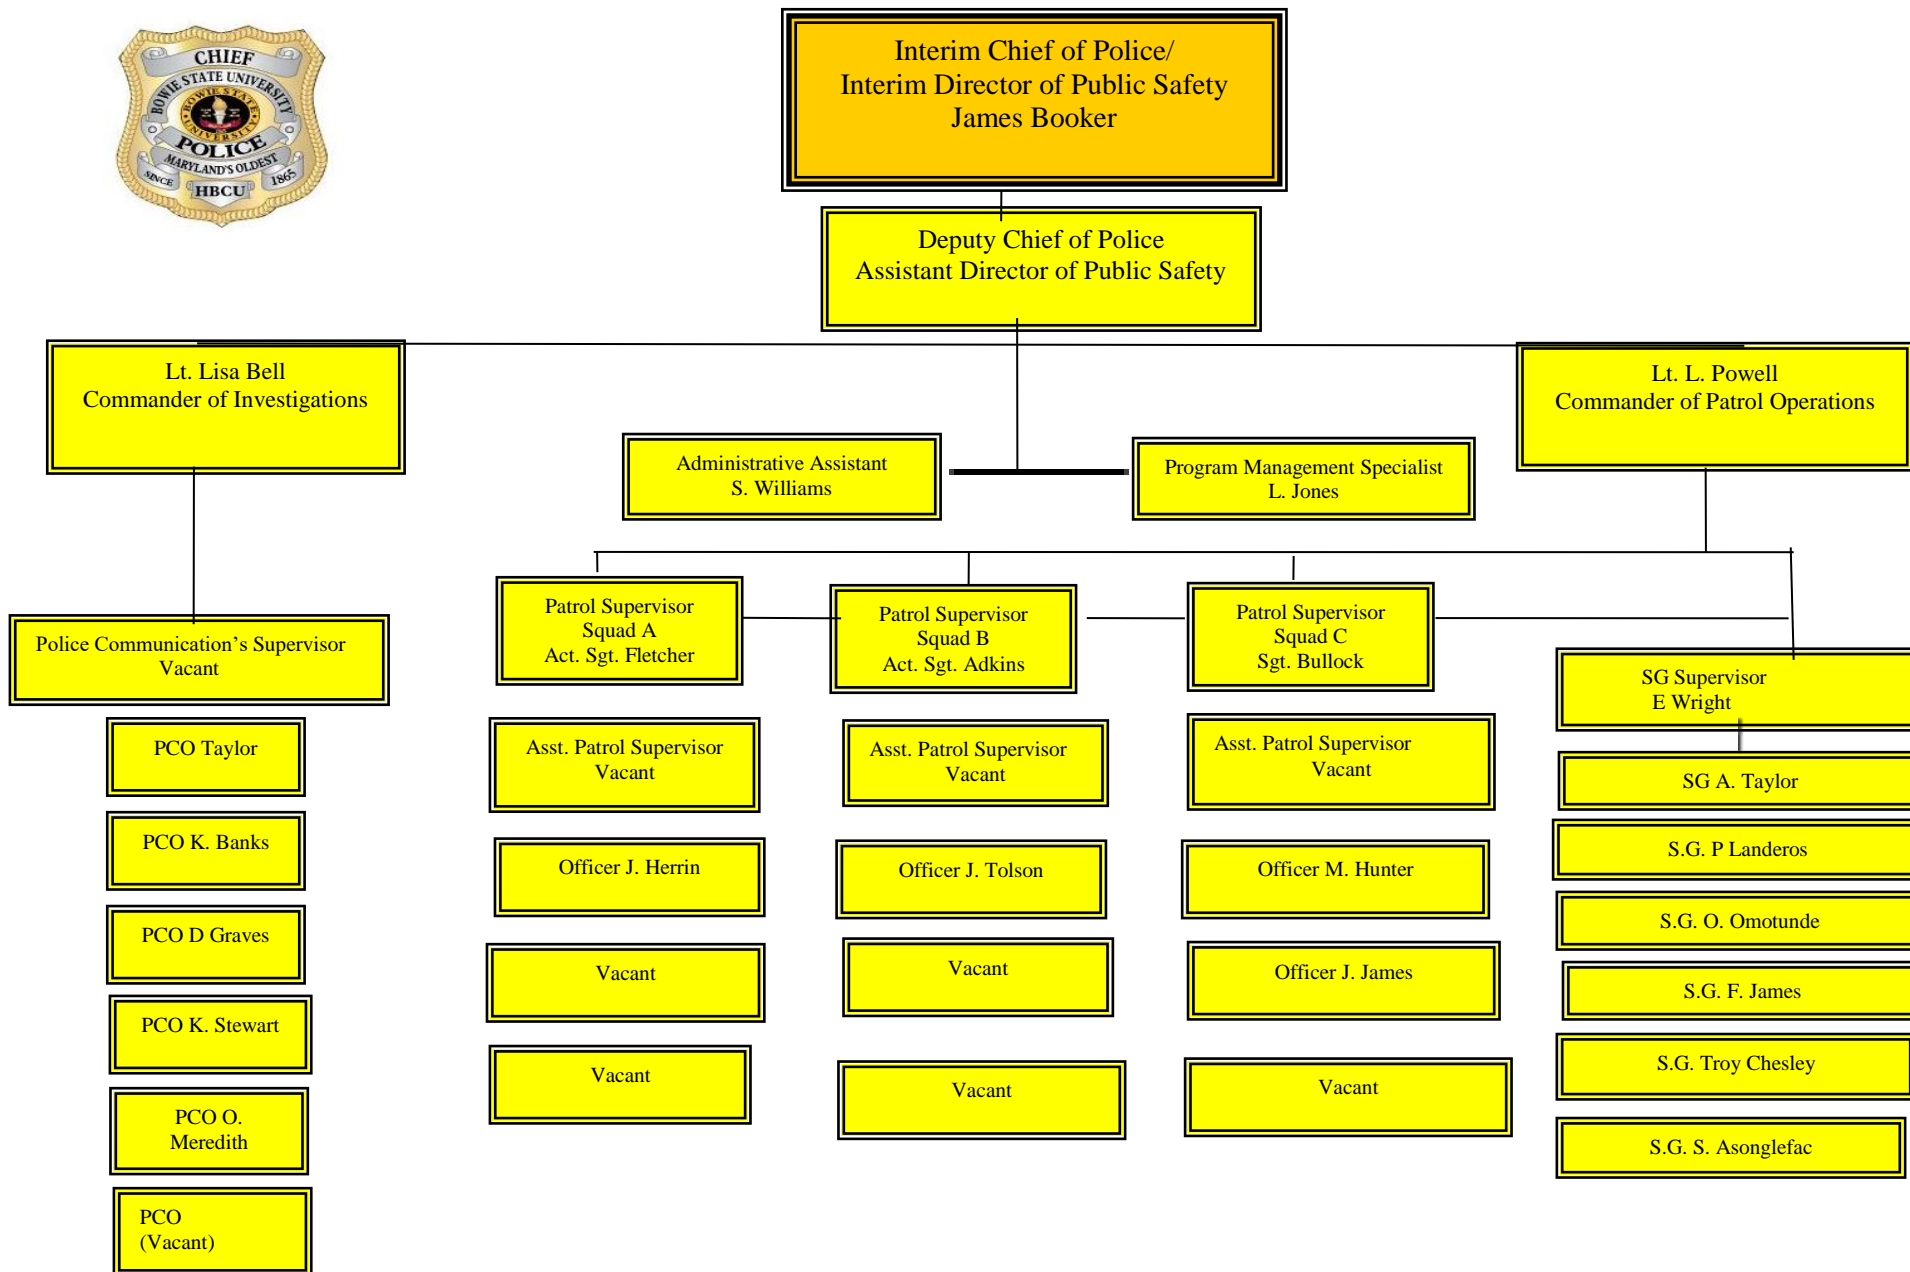 CHIEF
BOWIE STATE UNIVERSITY
BOWIE STATE
UNIVERSITY
POLICE
MARYLAND'S OLDEST
SINCE
HBCU
1865
Interim Chief of Police/
Interim Director of Public Safety
James Booker
Deputy Chief of Police
Assistant Director of Public Safety
Lt. Lisa Bell
Commander of Investigations
Lt. L. Powell
Commander of Patrol Operations
Administrative Assistant
S. Williams
Program Management Specialist
L. Jones
Police Communication’s Supervisor
Vacant
PCO Taylor
PCO K. Banks
PCO D Graves
PCO K. Stewart
PCO O.
Meredith
PCO
(Vacant)
Patrol Supervisor
Squad A
Act. Sgt. Fletcher
Asst. Patrol Supervisor
Vacant
Officer J. Herrin
Vacant
Vacant
Patrol Supervisor
Squad B
Act. Sgt. Adkins
Asst. Patrol Supervisor
Vacant
Officer J. Tolson
Vacant
Vacant
Patrol Supervisor
Squad C
Sgt. Bullock
Asst. Patrol Supervisor
Vacant
Officer M. Hunter
Officer J. James
Vacant
SG Supervisor
E Wright
SG A. Taylor
S.G. P Landeros
S.G. O. Omotunde
S.G. F. James
S.G. Troy Chesley
S.G. S. Asonglefac